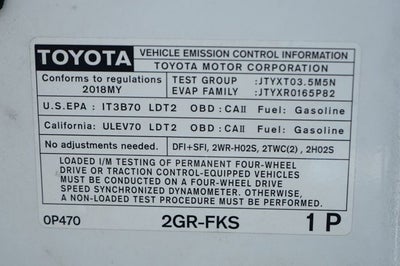 TOYOTA
VEHICLE EMISSION CONTROL INFORMATION
TOYOTA MOTOR CORPORATION
Conforms to regulations
2018MY
TEST GROUP :JTYXT03.5M5N
EVAP FAMILY :JTYXR0165P82
U.S.EPA : IT3B70 LDT2 OBD:CAII Fuel: Gasoline
California: ULEV70 LDT2 OBD:CAII Fuel: Gasoline
No adjustments needed. DFI+SFI, 2WR-HO2S, 2TWC(2), 2HO2S
LOADED I/M TESTING OF PERMANENT FOUR-WHEEL
DRIVE OR TRACTION CONTROL-EQUIPPED VEHICLES
MUST BE CONDUCTED ON A FOUR-WHEEL DRIVE
SPEED SYNCHRONIZED DYNAMOMETER. OTHERWISE,
A NON-LOADED TEST PROCEDURE MUST BE PERFORMED.
0P470 2GR-FKS 1 P